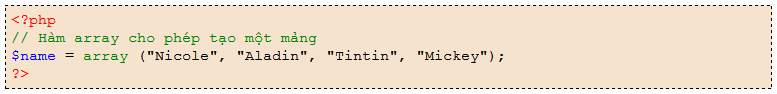 <?php
// Hàm array cho phép tạo một mảng
$name = array ("Nicole", "Aladin", "Tintin", "Mickey");
?>